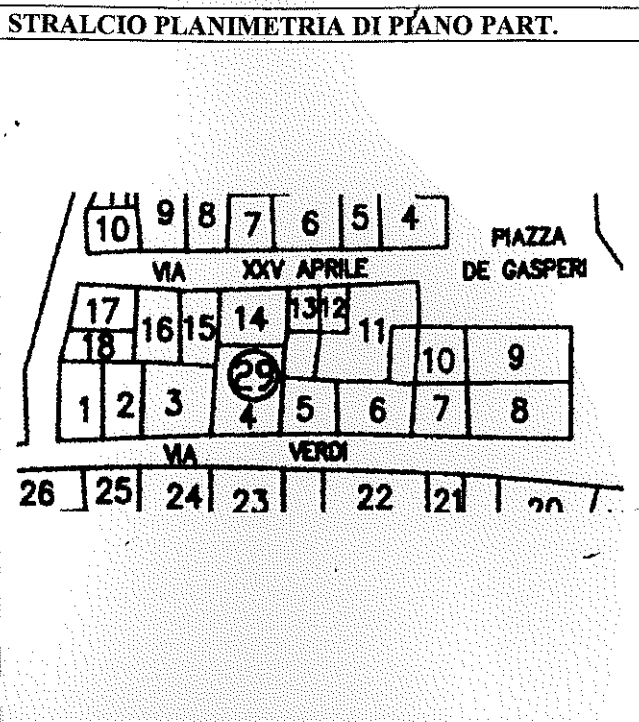 STRALCIO PLANIMETRIA DI PIANO PART.
10 9 8 7 6 5 4
PIAZZA
DE GASPERI
VIA XXV APRILE
17 16 15 14 13 12 11
18
10 9
29
1 2 3 4 5 6 7 8
VIA VERDI
26 25 24 23 22 21 20